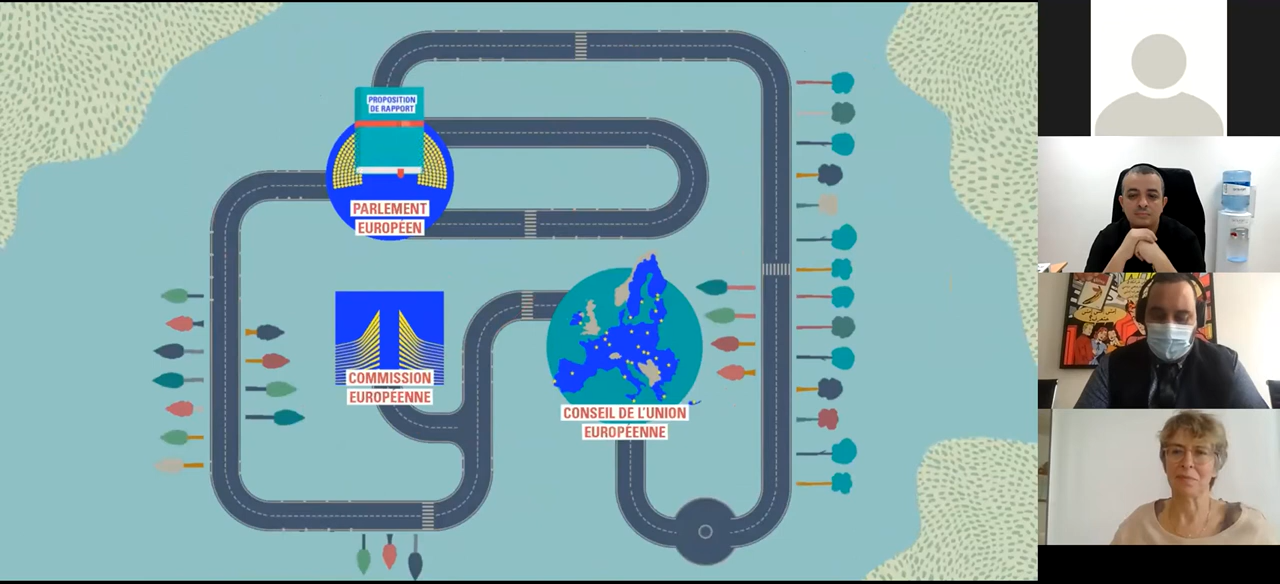 PROPOSITION
DE RAPPORT
PARLEMENT
EUROPÉEN
COMMISSION
EUROPÉENNE
CONSEIL DE L'UNION
EUROPÉENNE